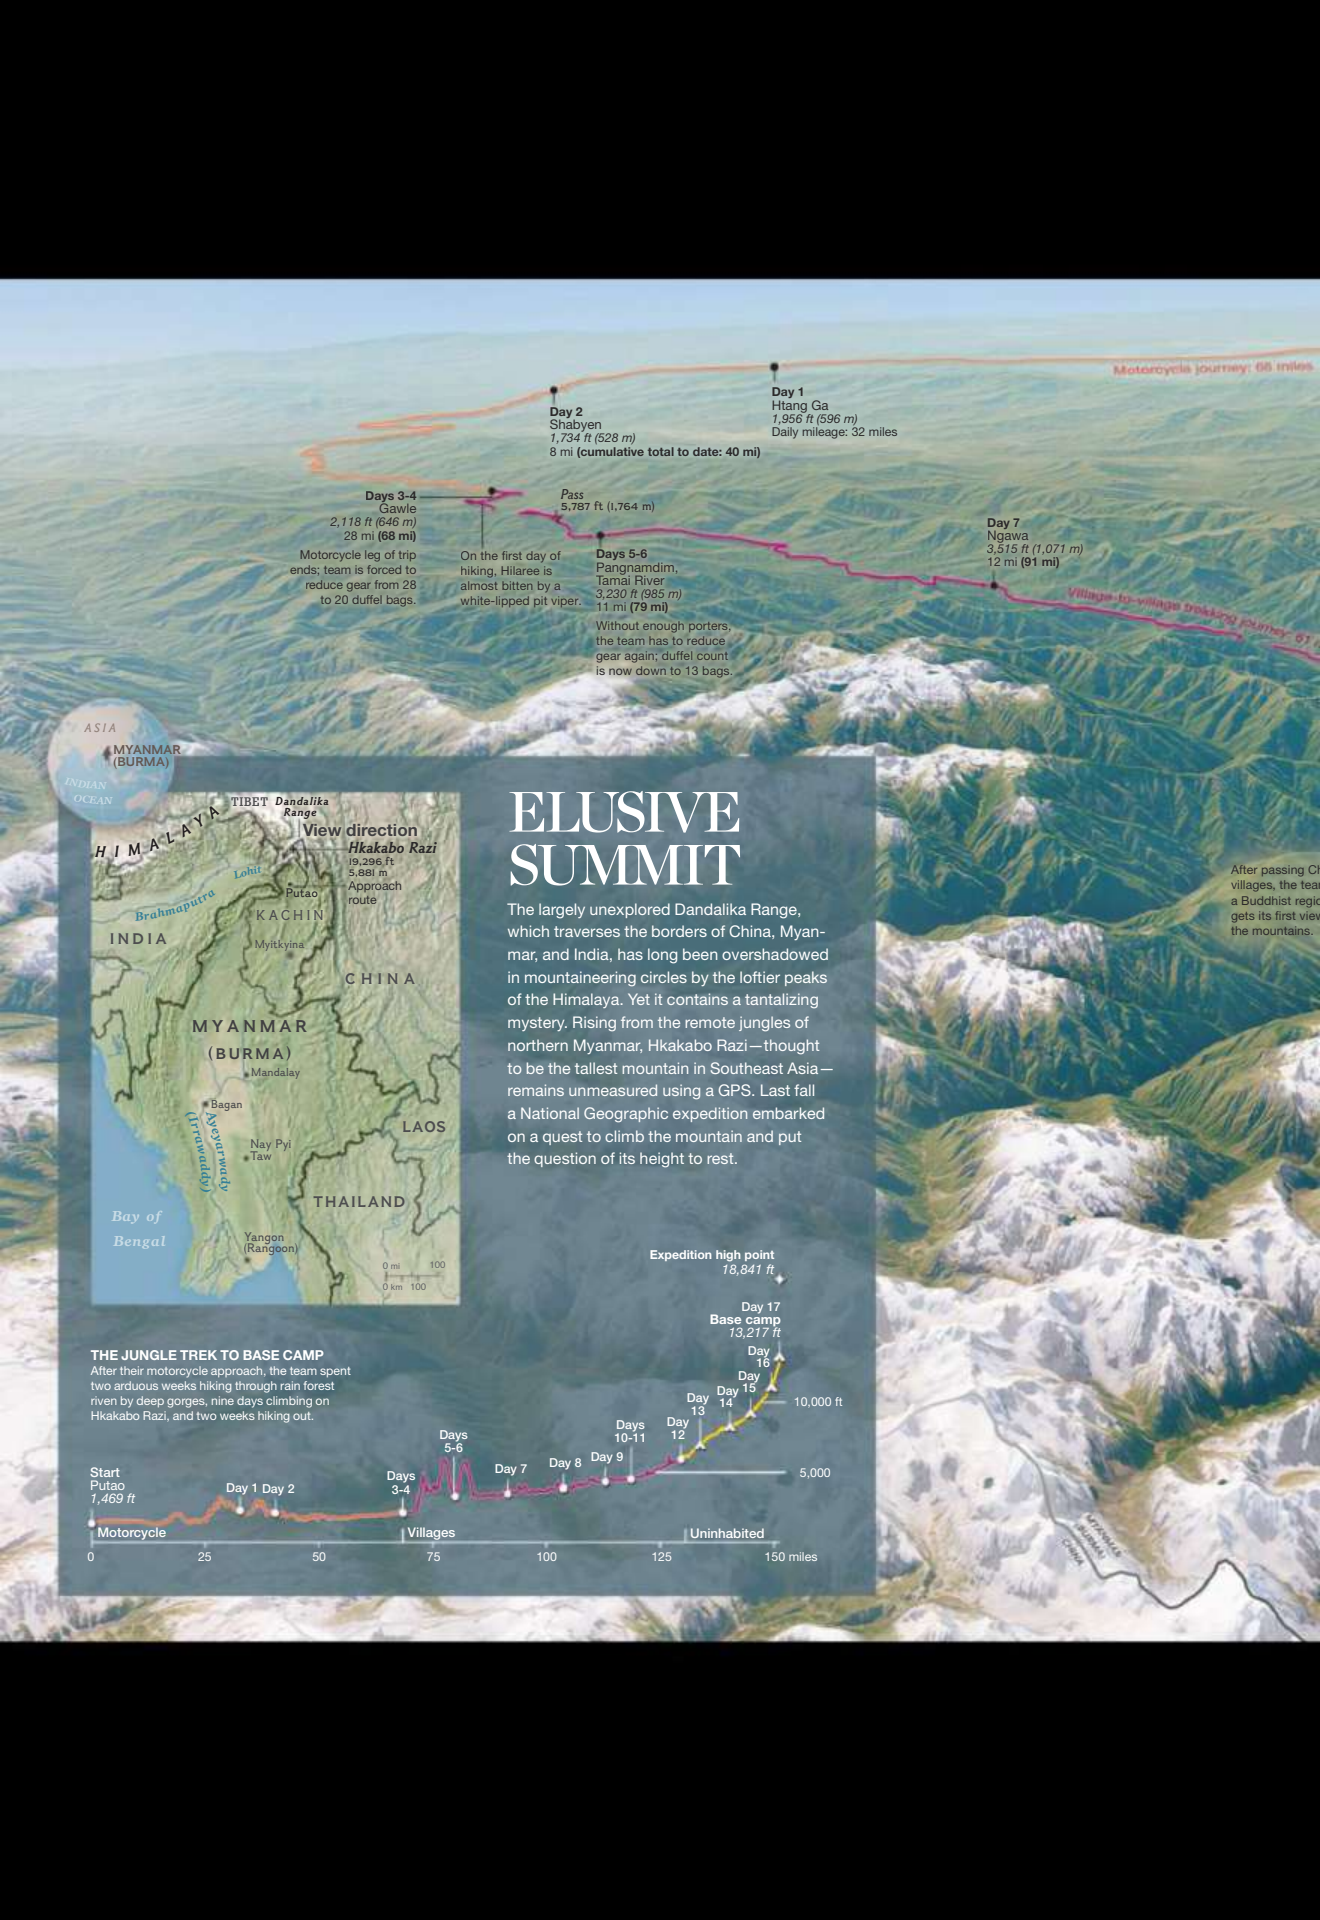 Motorcycle journey: 68 miles
Day 1
Htang Ga
1,956 ft (596 m)
Daily mileage: 32 miles
Day 2
Shabyen
1,734 ft (528 m)
8 mi (cumulative total to date: 40 mi)
Days 3-4
Gawle
2,118 ft (646 m)
28 mi (68 mi)
Motorcycle leg of trip
ends; team is forced to
reduce gear from 28
to 20 duffel bags.
On the first day of
hiking, Hilaree is
almost bitten by a
white-lipped pit viper.
Pass
5,787 ft (1,764 m)
Days 5-6
Pangnamdim,
Tamai River
3,230 ft (985 m)
11 mi (79 mi)
Without enough porters,
the team has to reduce
gear again; duffel count
is now down to 13 bags.
Day 7
Ngawa
3,515 ft (1,071 m)
12 mi (91 mi)
Village-to-village trekking journey: 61
After passing Ch
villages, the tea
a Buddhist regio
gets its first view
the mountains.
ASIA
MYANMAR
(BURMA)
INDIAN
OCEAN
HIMALAYA
TIBET
Dandalika
Range
View direction
Hkakabo Razi
19,296 ft
5,881 m
Approach
route
Lohit
Brahmaputra
Putao
KACHIN
INDIA
Myitkyina
CHINA
MYANMAR
(BURMA)
Mandalay
Bagan
Ayeyarwady
(Irrawaddy)
LAOS
Nay Pyi
Taw
THAILAND
Bay of
Bengal
Yangon
(Rangoon)
0 mi 100
0 km 100
ELUSIVE
SUMMIT
The largely unexplored Dandalika Range,
which traverses the borders of China, Myan-
mar, and India, has long been overshadowed
in mountaineering circles by the loftier peaks
of the Himalaya. Yet it contains a tantalizing
mystery. Rising from the remote jungles of
northern Myanmar, Hkakabo Razi—thought
to be the tallest mountain in Southeast Asia—
remains unmeasured using a GPS. Last fall
a National Geographic expedition embarked
on a quest to climb the mountain and put
the question of its height to rest.
THE JUNGLE TREK TO BASE CAMP
After their motorcycle approach, the team spent
two arduous weeks hiking through rain forest
riven by deep gorges, nine days climbing on
Hkakabo Razi, and two weeks hiking out.
Expedition high point
18,841 ft
Day 17
Base camp
13,217 ft
Day
16
Day
15
Day
14
Day
13
Day
12
Days
10-11
Day 9
Day 8
Day 7
Days
5-6
Days
3-4
Day 1 Day 2
Start
Putao
1,469 ft
10,000 ft
5,000
Motorcycle
Villages
Uninhabited
0 25 50 75 100 125 150 miles
MYANMAR
(BURMA)
CHINA